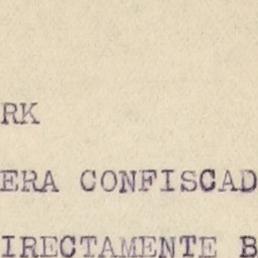 RK
ERA CONFISCAD
IRECTAMENTE B